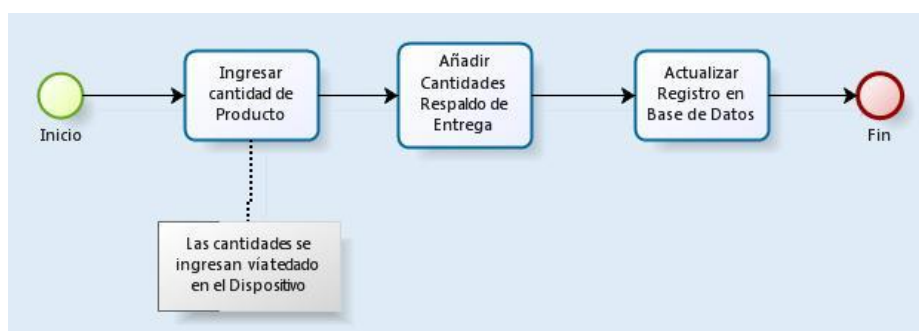 Inicio
Ingresar
cantidad de
Producto
Añadir
Cantidades
Respaldo de
Entrega
Actualizar
Registro en
Base de Datos
Fin
Las cantidades se
ingresan víatedado
en el Dispositivo